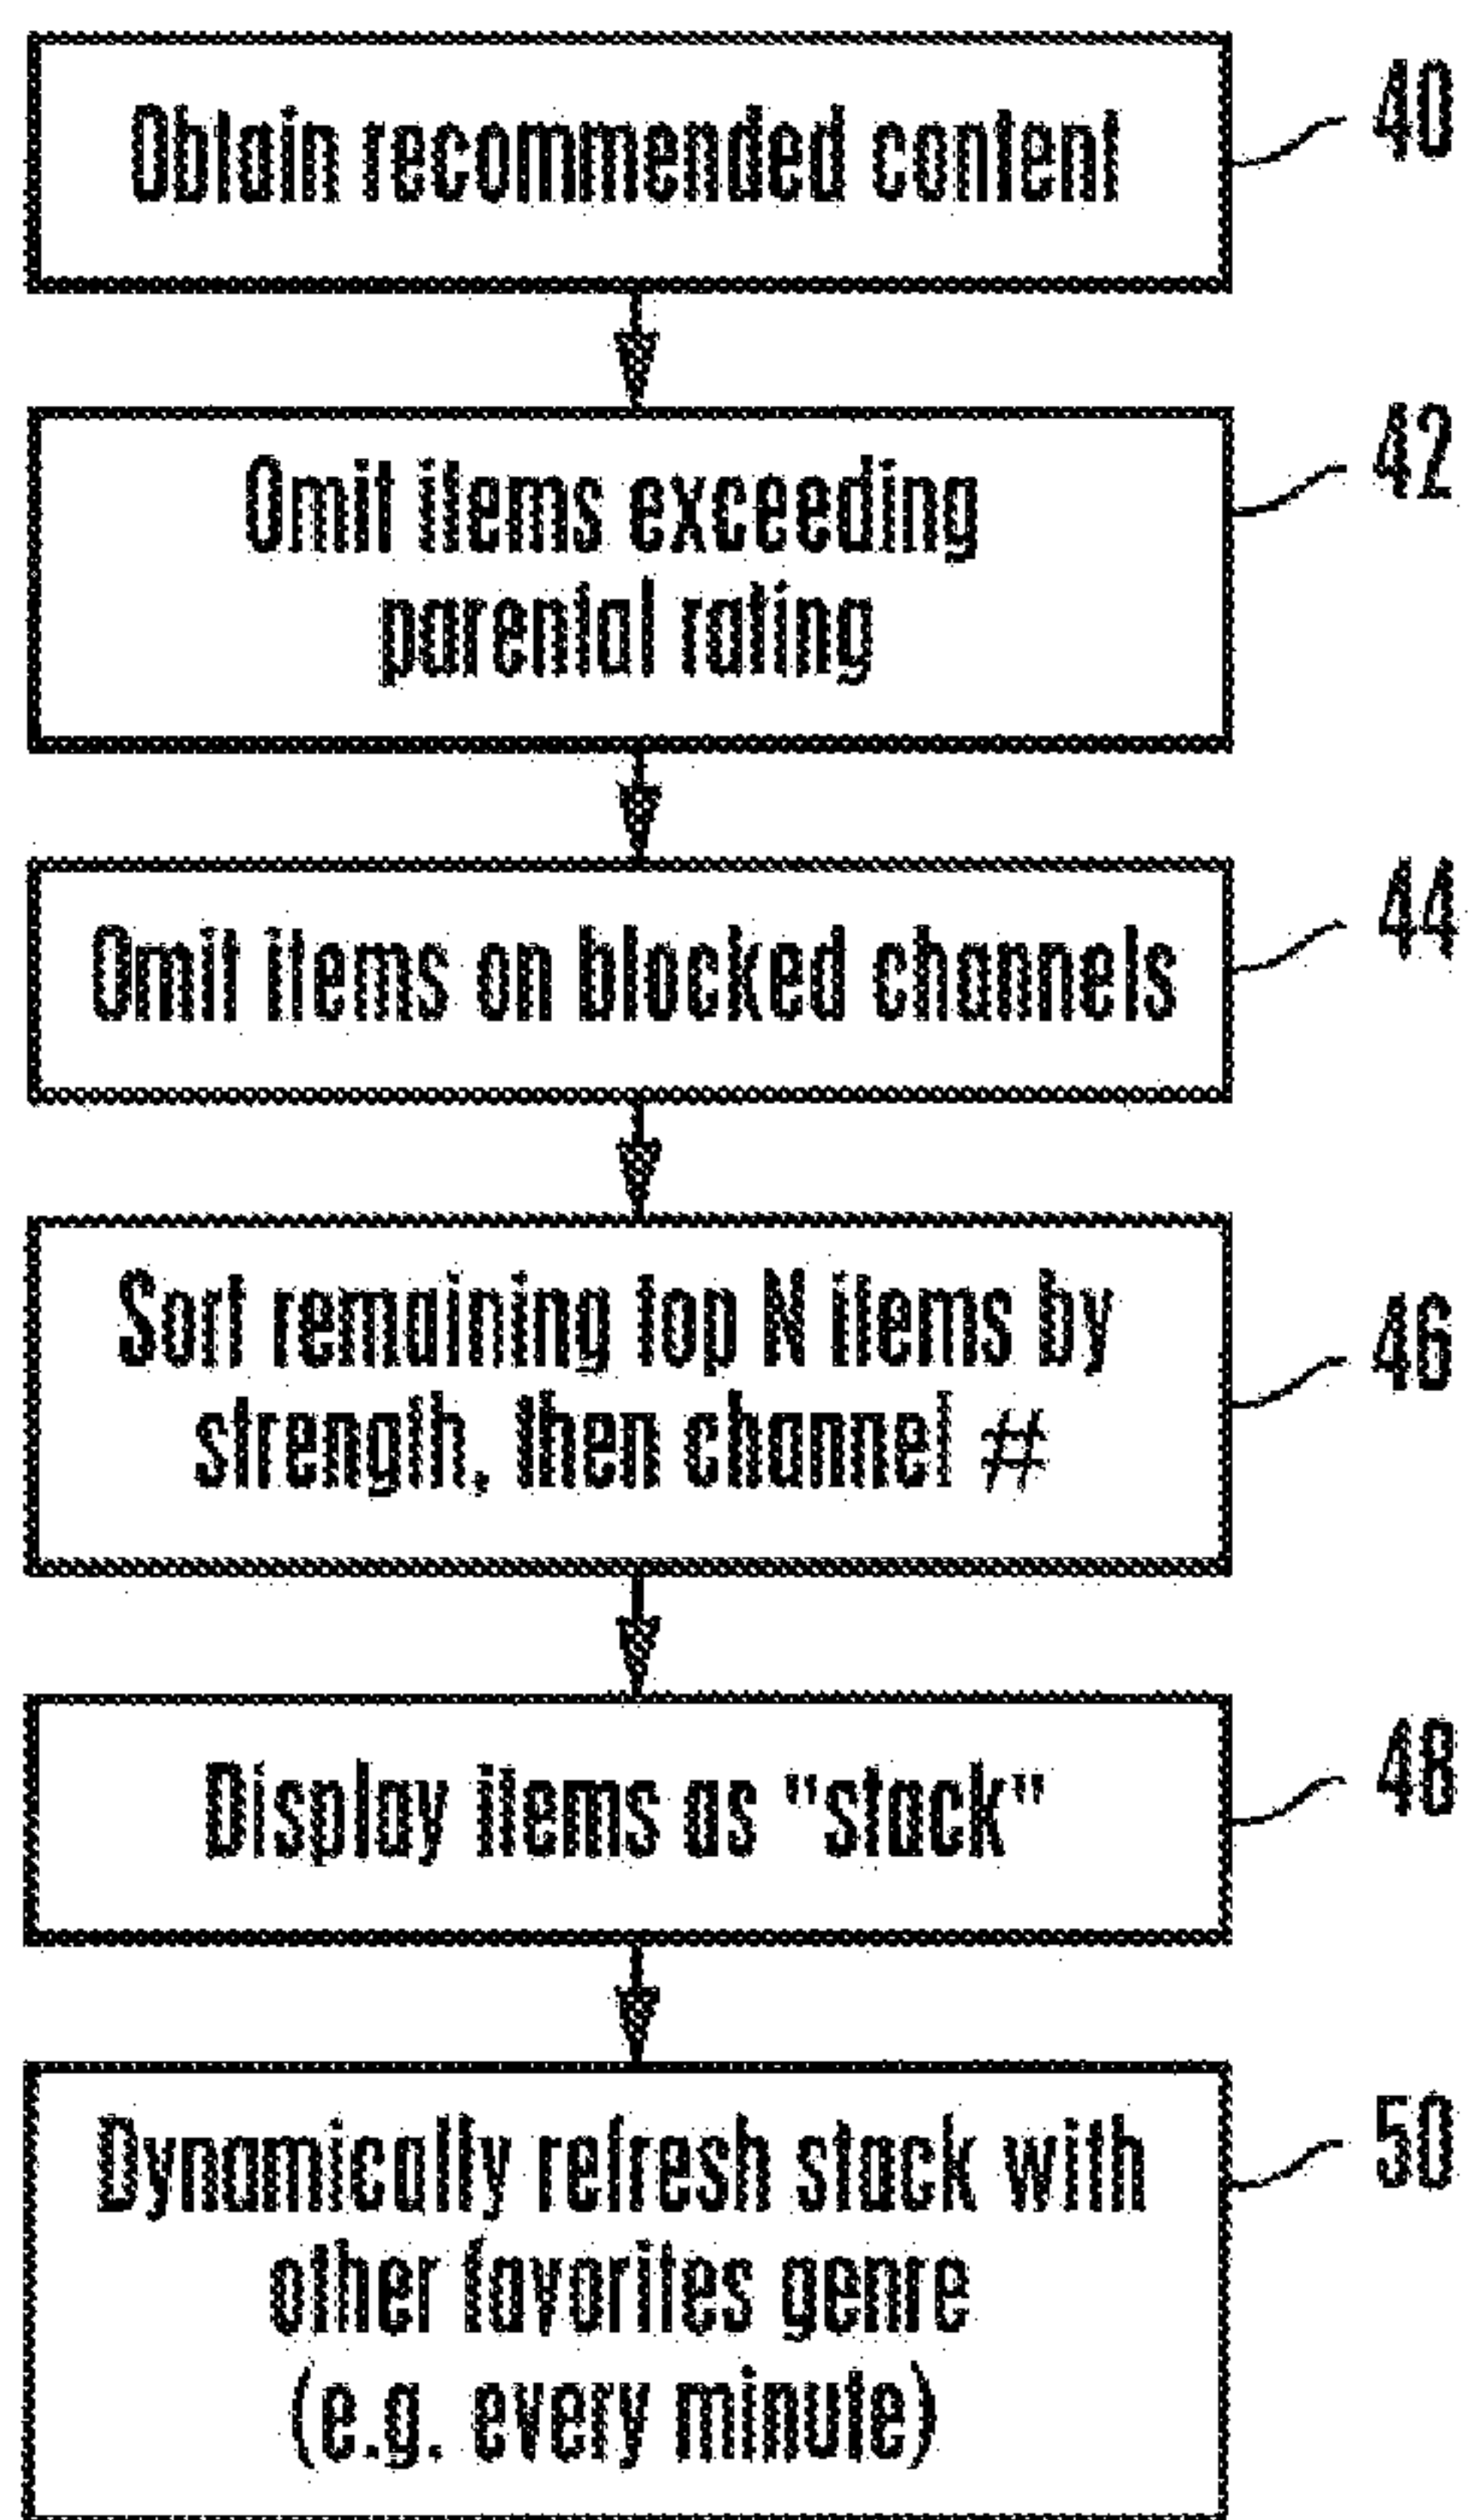 Obtain recommended content
40
Omit items exceeding
parental rating
42
Omit items on blocked channels
44
Sort remaining top N items by
strength, then channel #
46
Display items as "stack"
48
Dynamically refresh stack with
other favorites genre
(e.g. every minute)
50